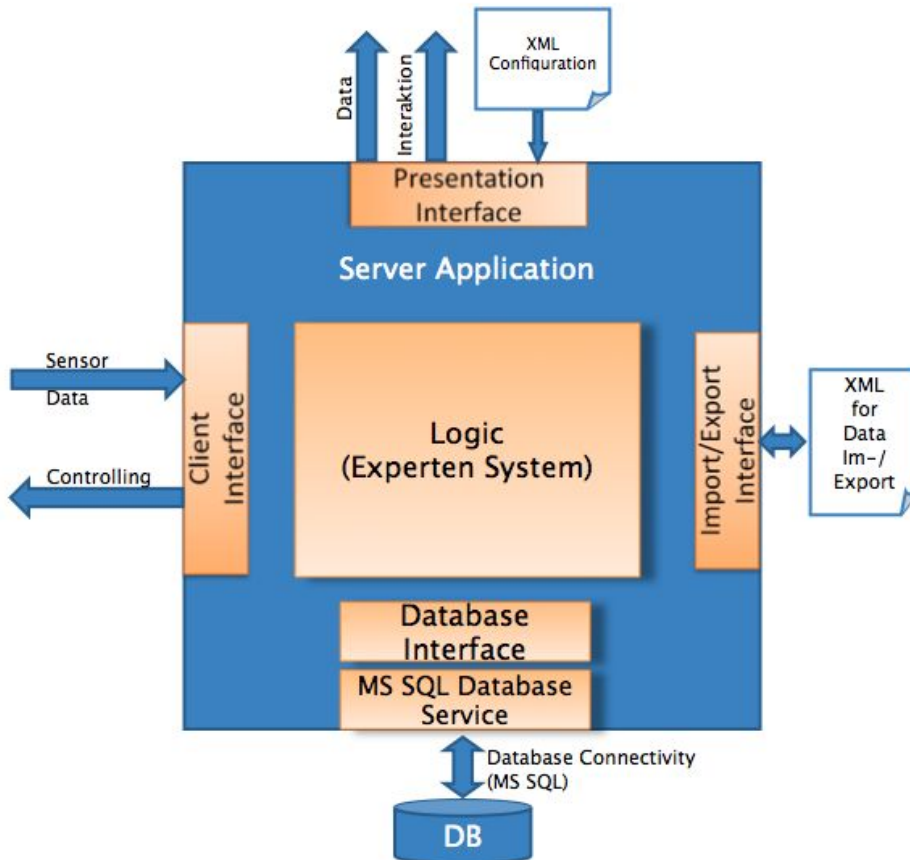 Data
Interaktion
XML
Configuration
Presentation
Interface
Server Application
Sensor
Data
Controlling
Client
Interface
Logic
(Experten System)
Import/Export
Interface
XML
for
Data
Im-/
Export
Database
Interface
MS SQL Database
Service
Database Connectivity
(MS SQL)
DB